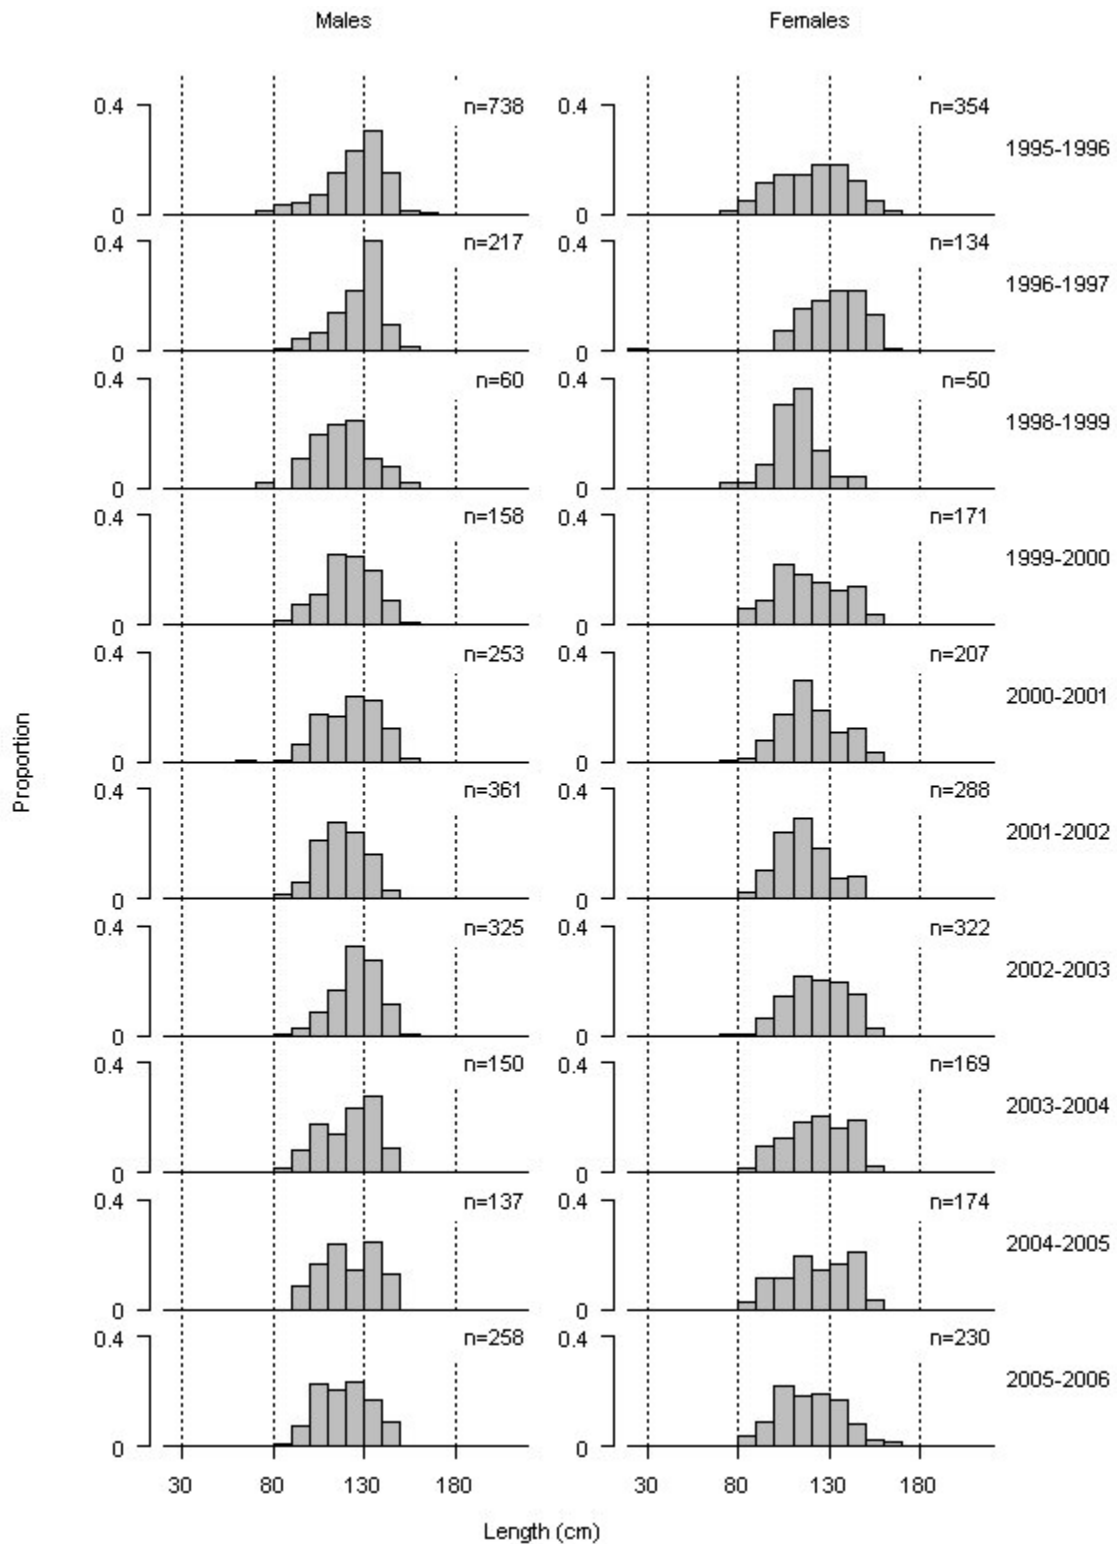 Males Females
0.4 n=738 0.4 n=354
1995-1996
0 0
0.4 n=217 0.4 n=134
1996-1997
0 0
0.4 n=60 0.4 n=50
1998-1999
0 0
0.4 n=158 0.4 n=171
1999-2000
0 0
0.4 n=253 0.4 n=207
2000-2001
0 0
Proportion
0.4 n=361 0.4 n=288
2001-2002
0 0
0.4 n=325 0.4 n=322
2002-2003
0 0
0.4 n=150 0.4 n=169
2003-2004
0 0
0.4 n=137 0.4 n=174
2004-2005
0 0
0.4 n=258 0.4 n=230
2005-2006
0 0
30 80 130 180 30 80 130 180
Length (cm)